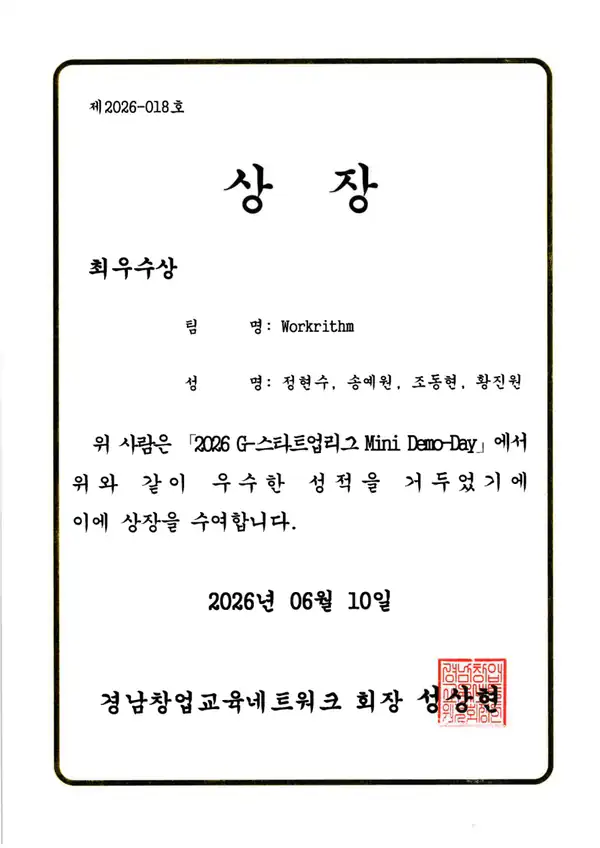 제2026-018호
상 장
최우수상
팀 명: Workrithm
성 명: 정현수, 송예원, 조동현, 황진원
위 사람은 「2026 G-스타트업리그 Mini Demo-Day」에서
위와 같이 우수한 성적을 거두었기에
이에 상장을 수여합니다.
2026년 06월 10일
경남창업교육네트워크 회장 성상현